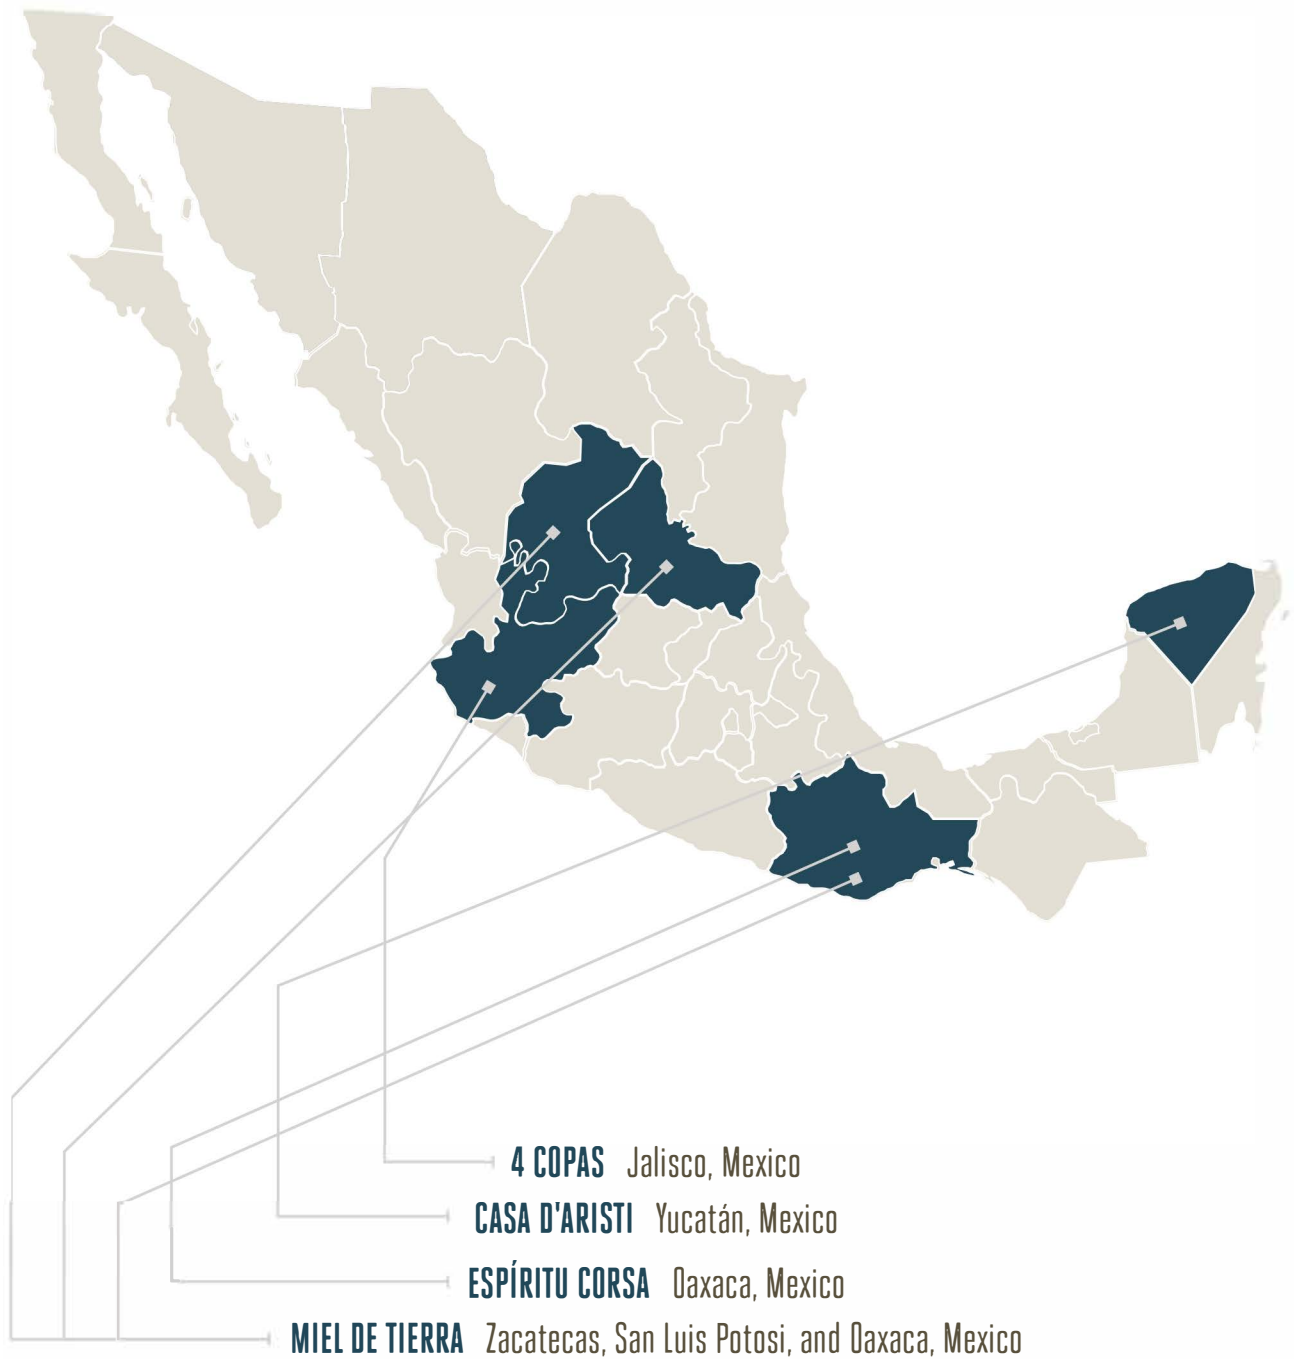 4 COPAS Jalisco, Mexico
CASA D'ARISTI Yucatán, Mexico
ESPÍRITU CORSA Oaxaca, Mexico
MIEL DE TIERRA Zacatecas, San Luis Potosi, and Oaxaca, Mexico